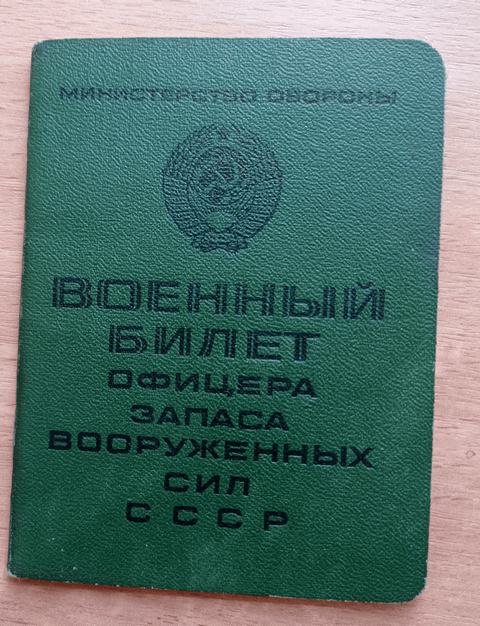 МИНИСТЕРСТВО ОБОРОНЫ
ВОЕННЫЙ
БИЛЕТ
ОФИЦЕРА
ЗАПАСА
ВООРУЖЕННЫХ
СИЛ
СССР